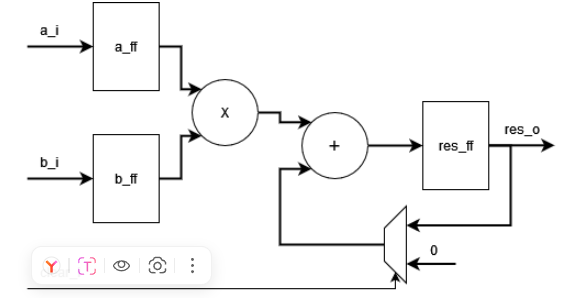 a_i
a_ff
x
+
res_ff
res_o
b_i
b_ff
0